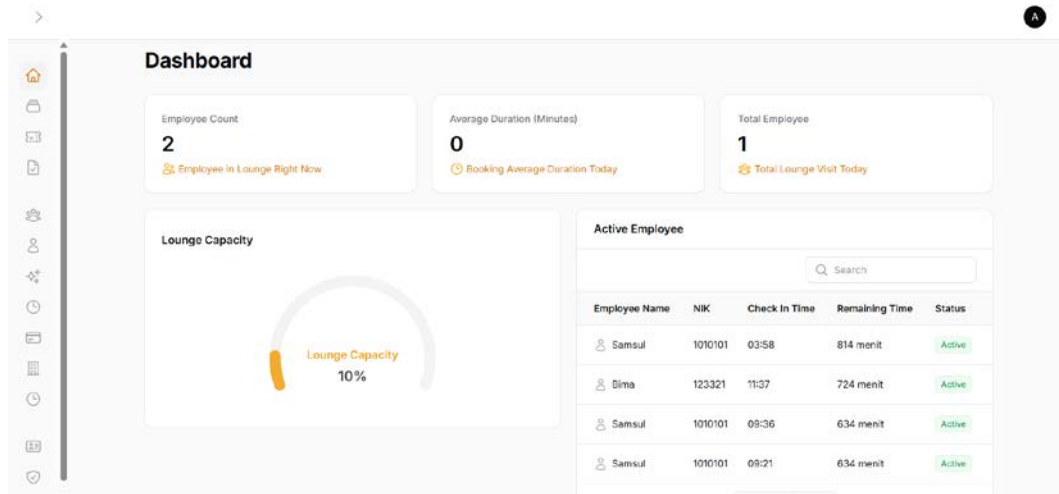 A
Dashboard
Employee Count
2
Employee in Lounge Right Now
Average Duration (Minutes)
0
Booking Average Duration Today
Total Employee
1
Total Lounge Visit Today
Lounge Capacity
Lounge Capacity
10%
Active Employee
Search
Employee Name NIK Check In Time Remaining Time Status
Samsul 1010101 03:58 814 menit Active
Bima 123321 11:37 724 menit Active
Samsul 1010101 09:36 634 menit Active
Samsul 1010101 09:21 634 menit Active